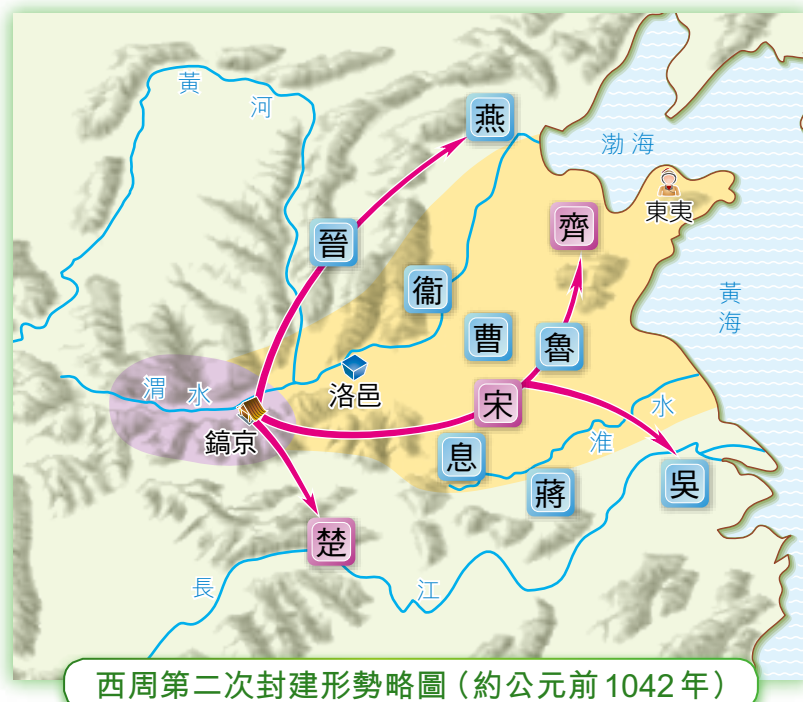 黃河
燕
渤海
東夷
齊
晉
衞
黃海
曹
魯
洛邑
渭水
宋
鎬京
淮水
息
蔣
吳
楚
長江
西周第二次封建形勢略圖（約公元前1042年）